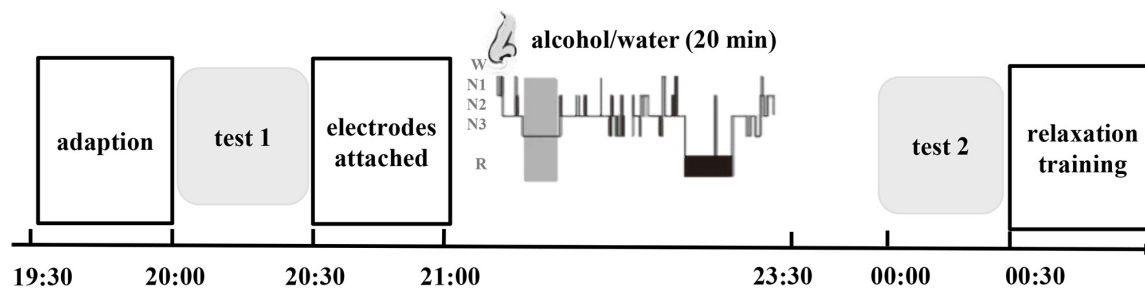 alcohol/water (20 min)
W
N1
N2
N3
R
adaption
test 1
electrodes
attached
test 2
relaxation
training
19:30
20:00
20:30
21:00
23:30
00:00
00:30